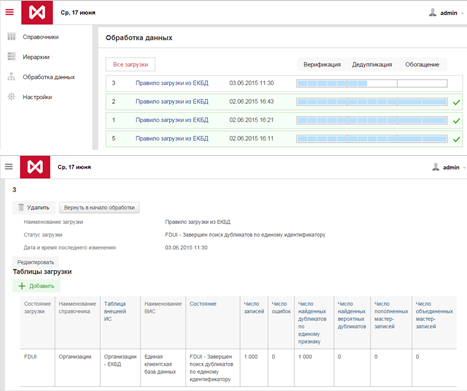 Ср, 17 июня
admin
Справочники
Иерархии
Обработка данных
Настройки
Обработка данных
Все загрузки
Верификация
Дедупликация
Обогащение
3 Правило загрузки из ЕКБД 03.06.2015 11:30
2 Правило загрузки из ЕКБД 02.06.2015 16:43
1 Правило загрузки из ЕКБД 02.06.2015 16:21
5 Правило загрузки из ЕКБД 02.06.2015 16:11
Ср, 17 июня
admin
3
Удалить
Вернуть в начало обработки
Наименование загрузки Правило загрузки из ЕКБД
Статус загрузки FDUI - Завершен поиск дубликатов по единому идентификатору
Дата и время последнего изменения 03.06.2015 11:30
Редактировать
Таблицы загрузки
Добавить
Состояние
загрузки
Наименование
справочника
Таблица
внешней
ИС
Наименование
ВИС
Состояние
Число
записей
Число
ошибок
Число
найденных
дубликатов
по
единому
признаку
Число
найденных
вероятных
дубликатов
Число
пополненных
мастер-
записей
Число
объединенных
мастер-
записей
FDUI
Организации
Организации
- ЕКБД
Единая
клиентская
база данных
FDUI -
Завершен
поиск
дубликатов
по единому
идентификатору
1 000
0
1 000
0
0
0